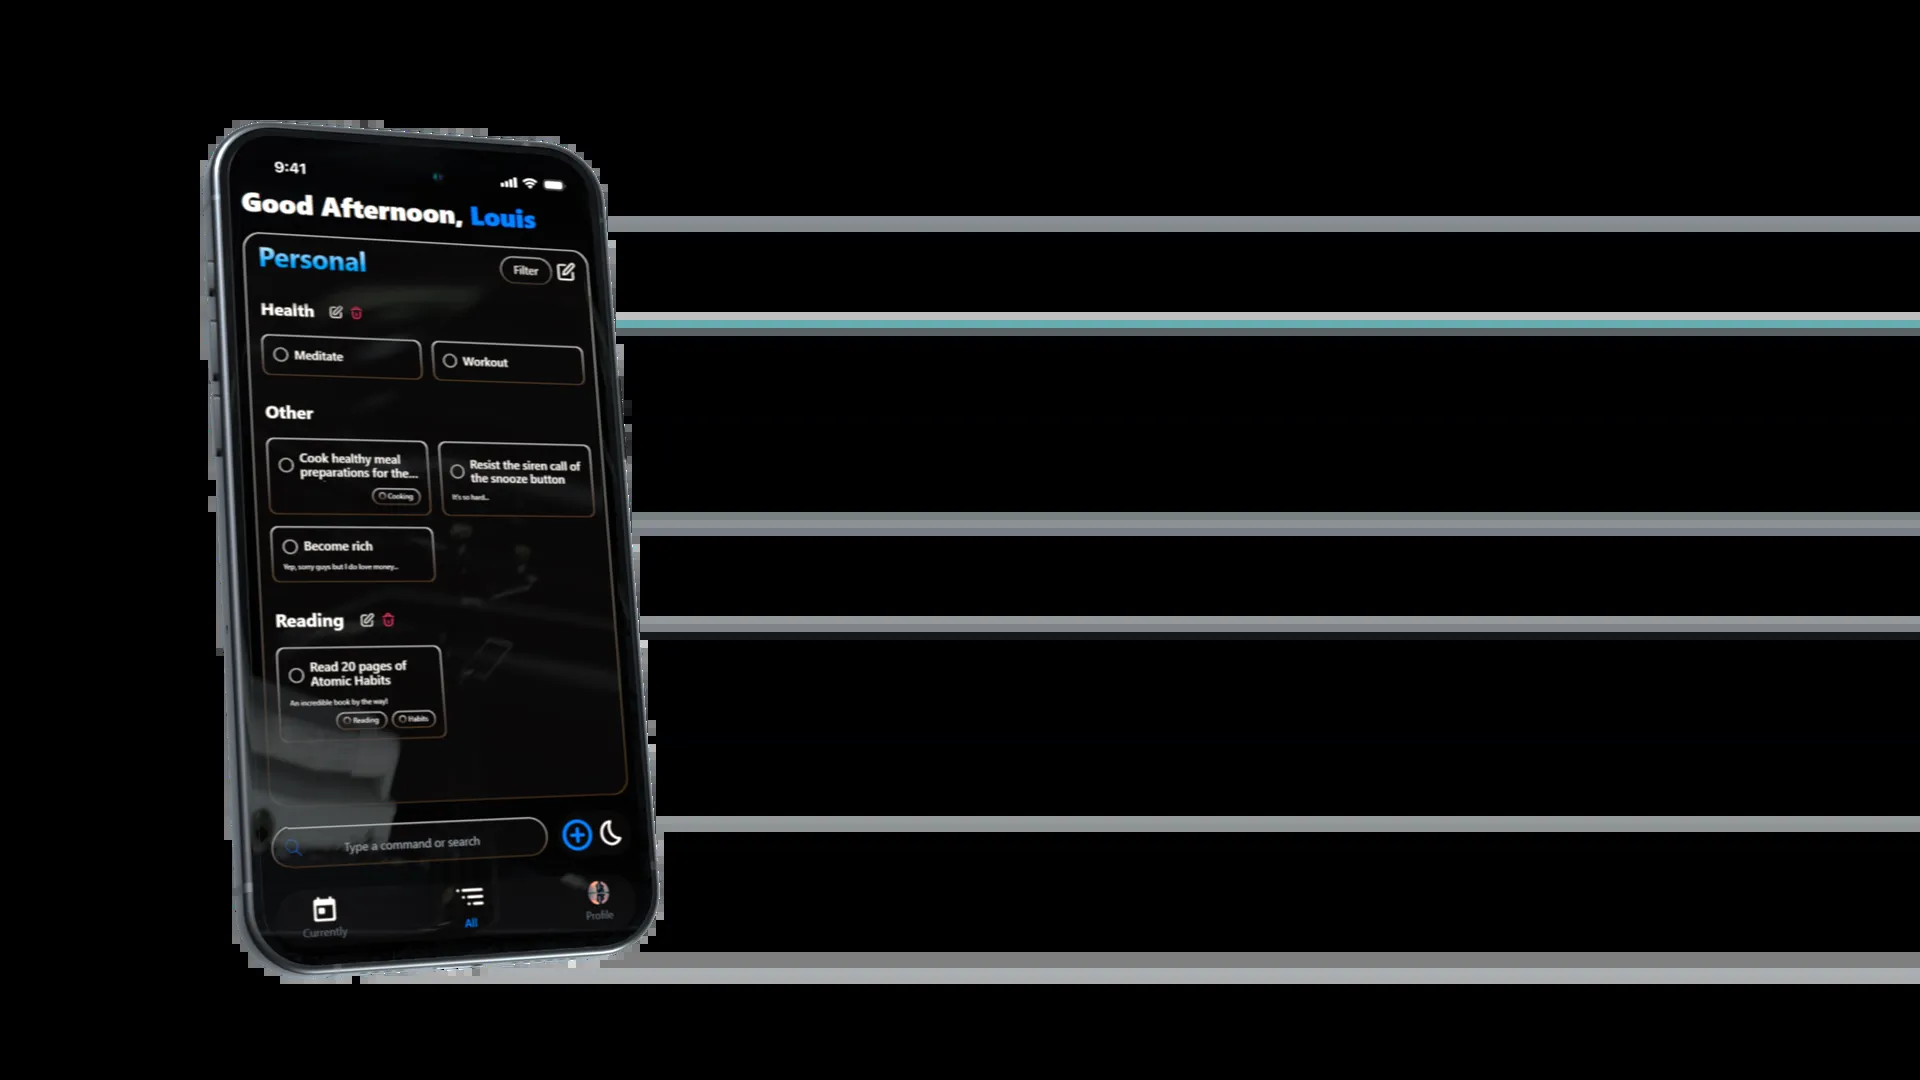 9:41
Good Afternoon, Louis
Personal
Filter
Health
Meditate
Workout
Other
Cook healthy meal
preparations for the...
Cooking
Resist the siren call of
the snooze button
It's so hard...
Become rich
Yep, sorry guys but I do love money...
Reading
Read 20 pages of
Atomic Habits
An incredible book by the way!
Reading
Habits
Type a command or search
Currently
All
Profile